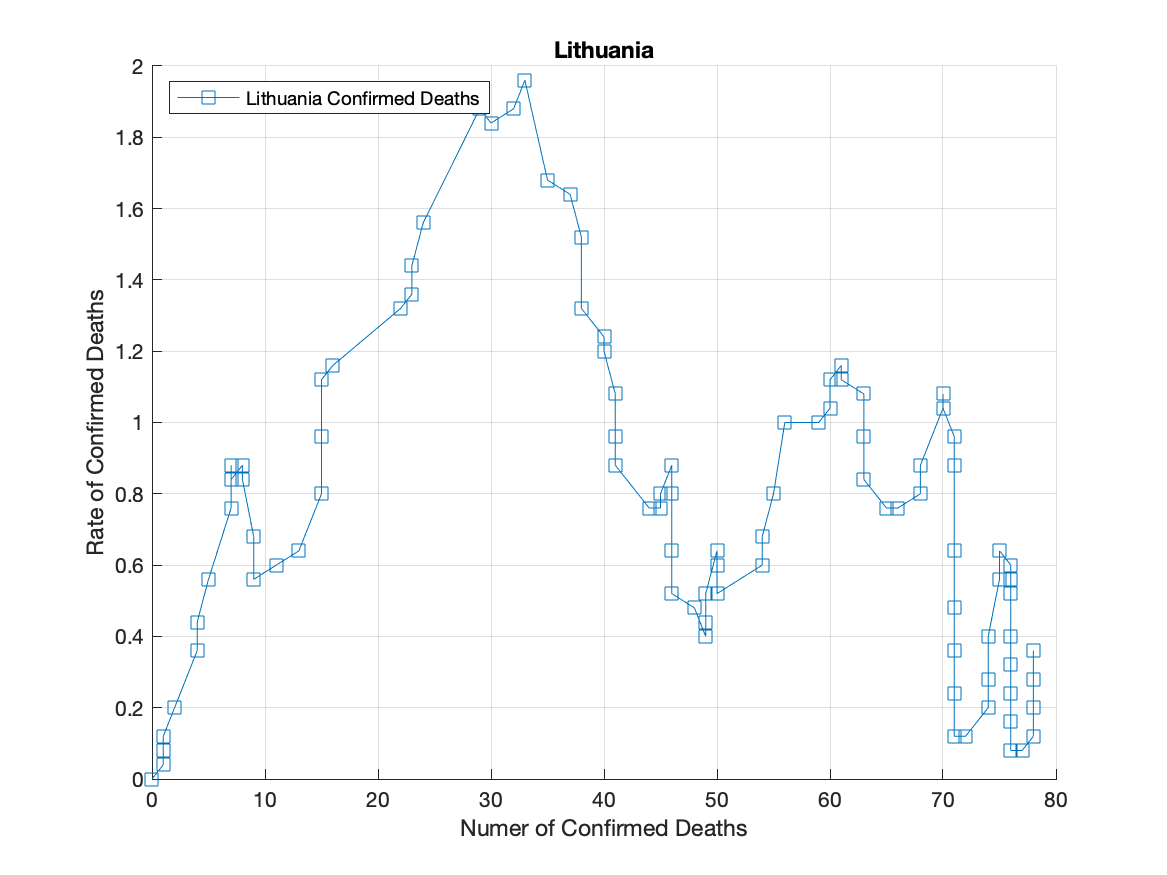 Lithuania
Lithuania Confirmed Deaths
2
1.8
1.6
1.4
1.2
1
0.8
0.6
0.4
0.2
0
Rate of Confirmed Deaths
0 10 20 30 40 50 60 70 80
Numer of Confirmed Deaths